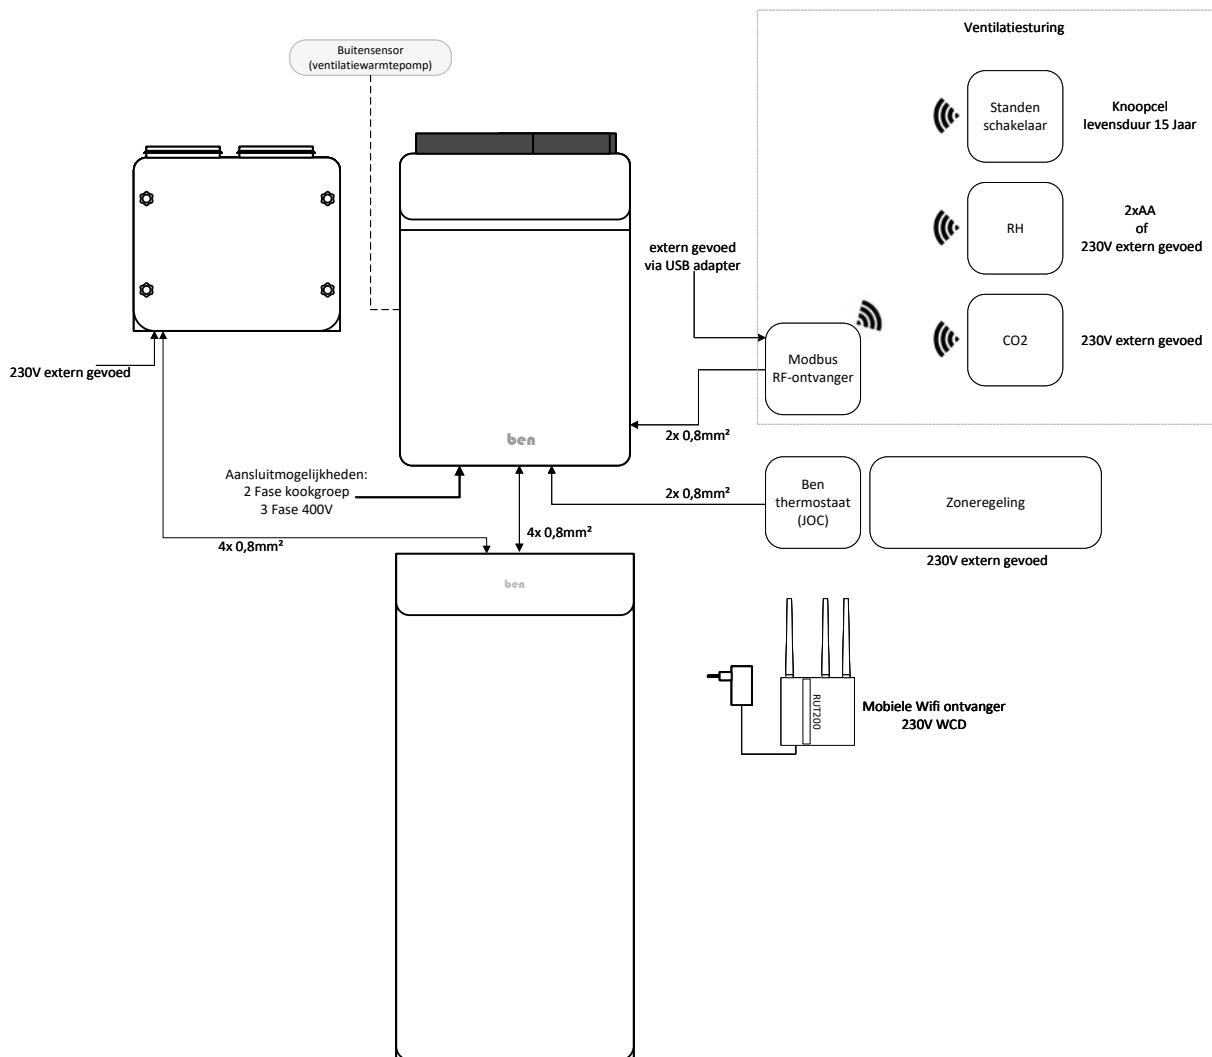 Ventilatiesturing
Buitensensor
(ventilatiewarmtepomp)
Standen
schakelaar
Knoopcel
levensduur 15 Jaar
RH
2xAA
of
230V extern gevoed
extern gevoed
via USB adapter
CO2
230V extern gevoed
Modbus
RF-ontvanger
230V extern gevoed
ben
2x 0,8mm²
Aansluitmogelijkheden:
2 Fase kookgroep
3 Fase 400V
2x 0,8mm²
Ben
thermostaat
(JOC)
Zoneregeling
4x 0,8mm²
4x 0,8mm²
230V extern gevoed
ben
RUT200
Mobiele Wifi ontvanger
230V WCD